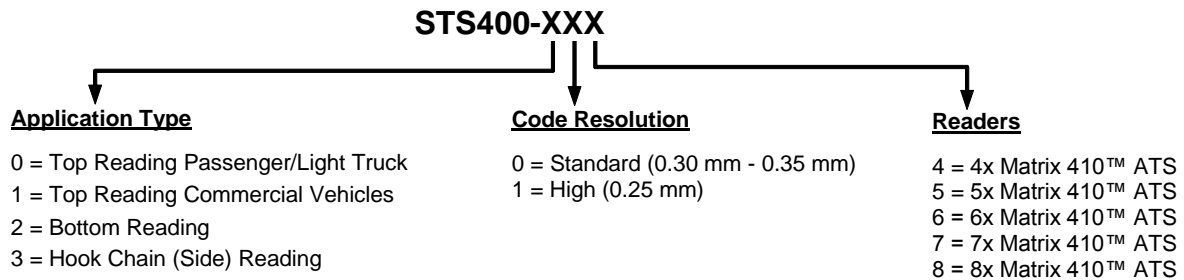 STS400-XXX
Application Type
0 = Top Reading Passenger/Light Truck
1 = Top Reading Commercial Vehicles
2 = Bottom Reading
3 = Hook Chain (Side) Reading
Code Resolution
0 = Standard (0.30 mm - 0.35 mm)
1 = High (0.25 mm)
Readers
4 = 4x Matrix 410™ ATS
5 = 5x Matrix 410™ ATS
6 = 6x Matrix 410™ ATS
7 = 7x Matrix 410™ ATS
8 = 8x Matrix 410™ ATS